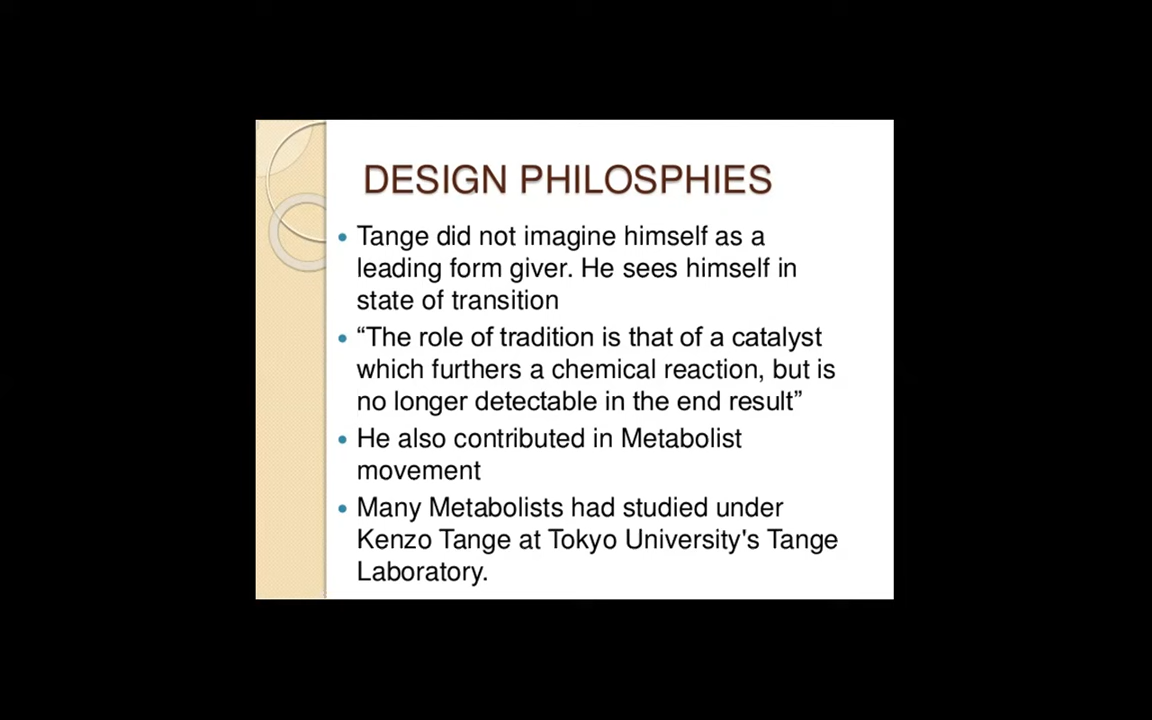 DESIGN PHILOSPHIES
• Tange did not imagine himself as a
leading form giver. He sees himself in
state of transition
• “The role of tradition is that of a catalyst
which furthers a chemical reaction, but is
no longer detectable in the end result”
• He also contributed in Metabolist
movement
• Many Metabolists had studied under
Kenzo Tange at Tokyo University's Tange
Laboratory.